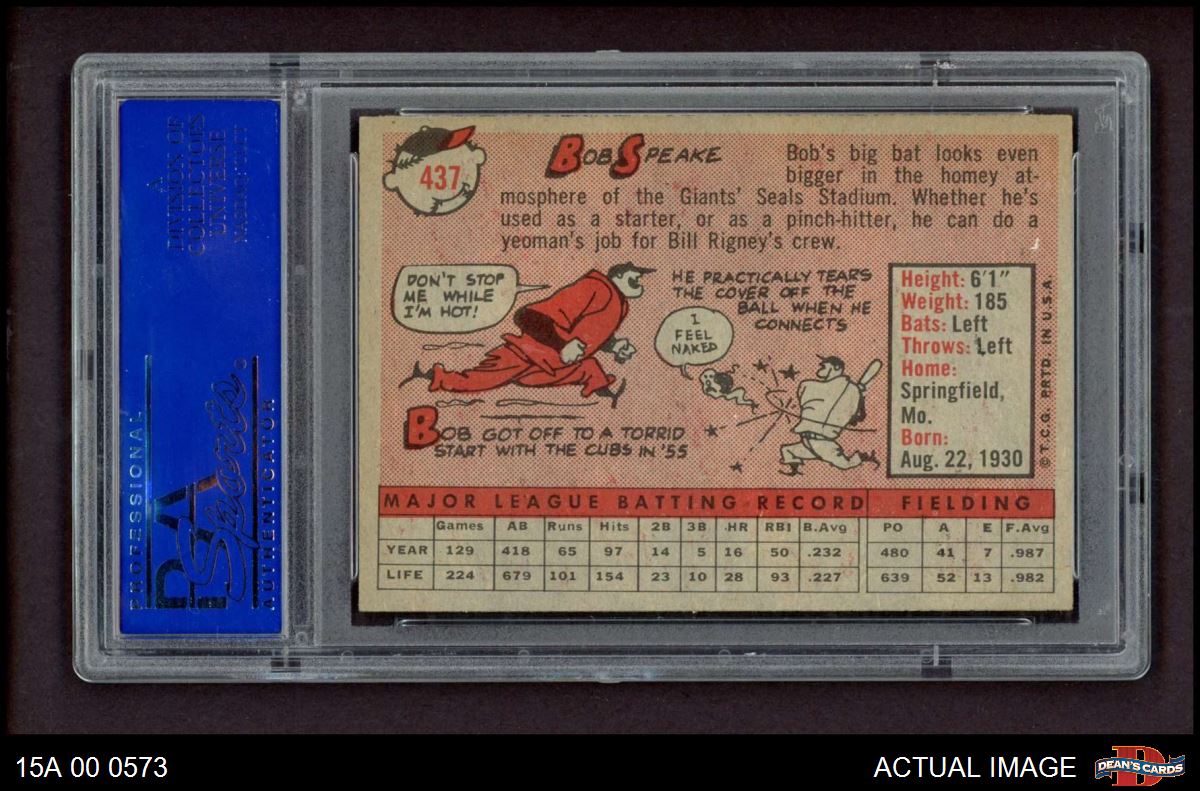 A
DIVISION OF
COLLECTORS
UNIVERSE
NASDAQ: CLCT
PROFESSIONAL
PSA
Sports
AUTHENTICATOR
437
BOB SPEAKE
Bob's big bat looks even
bigger in the homey at-
mosphere of the Giants' Seals Stadium. Whether he's
used as a starter, or as a pinch-hitter, he can do a
yeoman's job for Bill Rigney's crew.
DON'T STOP
ME WHILE
I'M HOT!
BOB GOT OFF TO A TORRID
START WITH THE CUBS IN '55
HE PRACTICALLY TEARS
THE COVER OFF THE
BALL WHEN HE
CONNECTS
I
FEEL
NAKED
Height: 6'1"
Weight: 185
Bats: Left
Throws: Left
Home:
Springfield,
Mo.
Born:
Aug. 22, 1930
© T.C.G. PRTD. IN U.S.A.
MAJOR LEAGUE BATTING RECORD FIELDING
Games AB Runs Hits 2B 3B HR RBI B.Avg PO A E F.Avg
YEAR 129 418 65 97 14 5 16 50 .232 480 41 7 .987
LIFE 224 679 101 154 23 10 28 93 .227 639 52 13 .982
15A 00 0573
ACTUAL IMAGE
DEAN'S CARDS